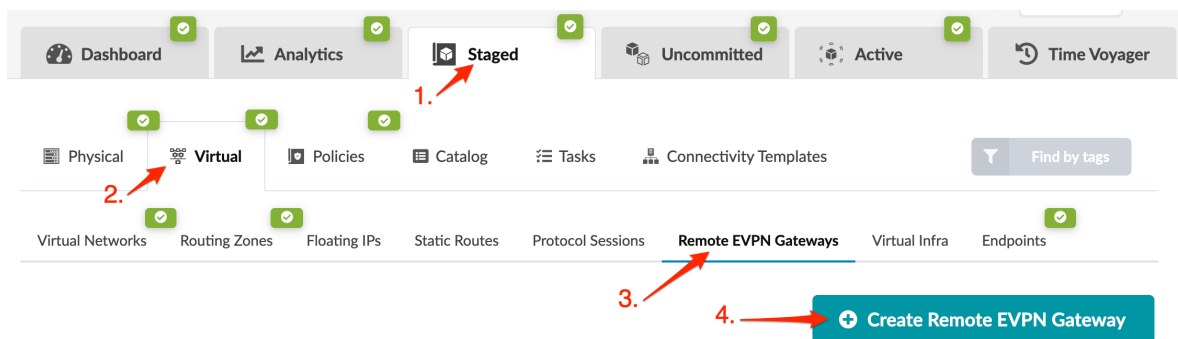 Dashboard Analytics Staged Uncommitted Active Time Voyager
1.
Physical Virtual Policies Catalog Tasks Connectivity Templates Find by tags
2.
Virtual Networks Routing Zones Floating IPs Static Routes Protocol Sessions Remote EVPN Gateways Virtual Infra Endpoints
3.
4. Create Remote EVPN Gateway